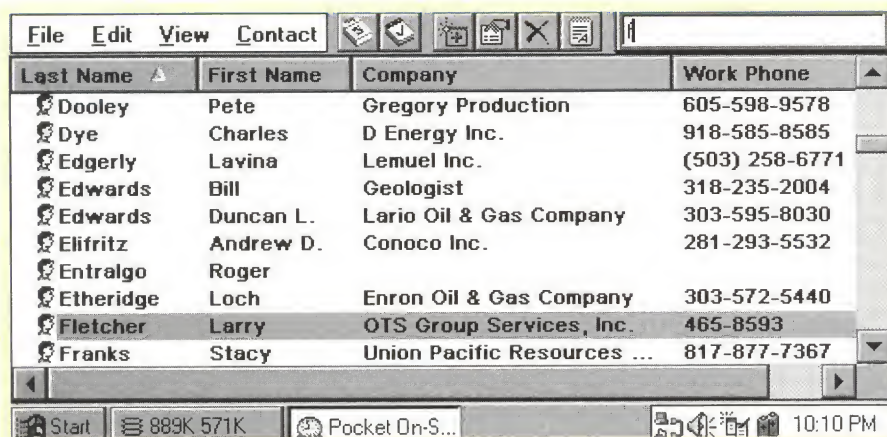 File Edit View Contact f
Last Name First Name Company Work Phone
Dooley Pete Gregory Production 605-598-9578
Dye Charles D Energy Inc. 918-585-8585
Edgerly Lavina Lemuel Inc. (503) 258-6771
Edwards Bill Geologist 318-235-2004
Edwards Duncan L. Lario Oil & Gas Company 303-595-8030
Elifritz Andrew D. Conoco Inc. 281-293-5532
Entralgo Roger
Etheridge Loch Enron Oil & Gas Company 303-572-5440
Fletcher Larry OTS Group Services, Inc. 465-8593
Franks Stacy Union Pacific Resources ... 817-877-7367
Start 889K 571K Pocket On-S... 10:10 PM